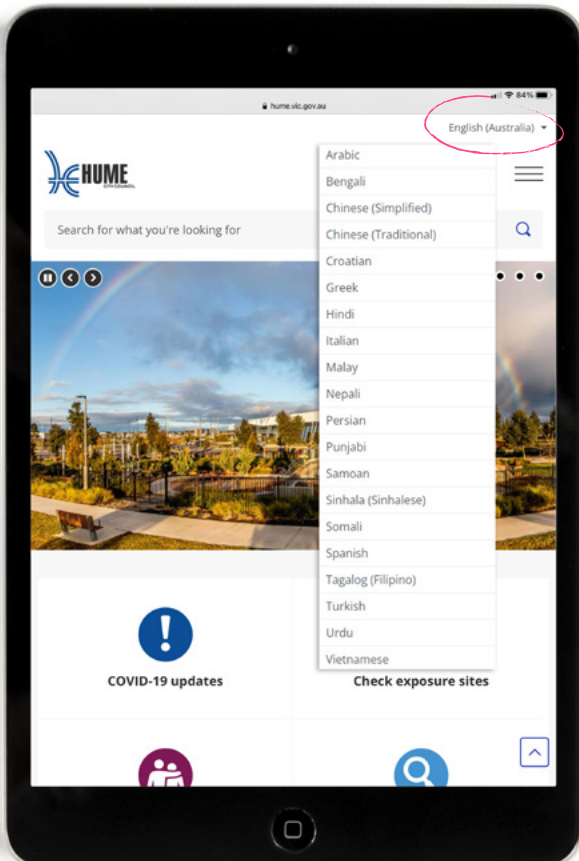 84%
hume.vic.gov.au
English (Australia)
HUME
CITY COUNCIL
Search for what you're looking for
Arabic
Bengali
Chinese (Simplified)
Chinese (Traditional)
Croatian
Greek
Hindi
Italian
Malay
Nepali
Persian
Punjabi
Samoan
Sinhala (Sinhalese)
Somali
Spanish
Tagalog (Filipino)
Turkish
Urdu
Vietnamese
COVID-19 updates
Check exposure sites